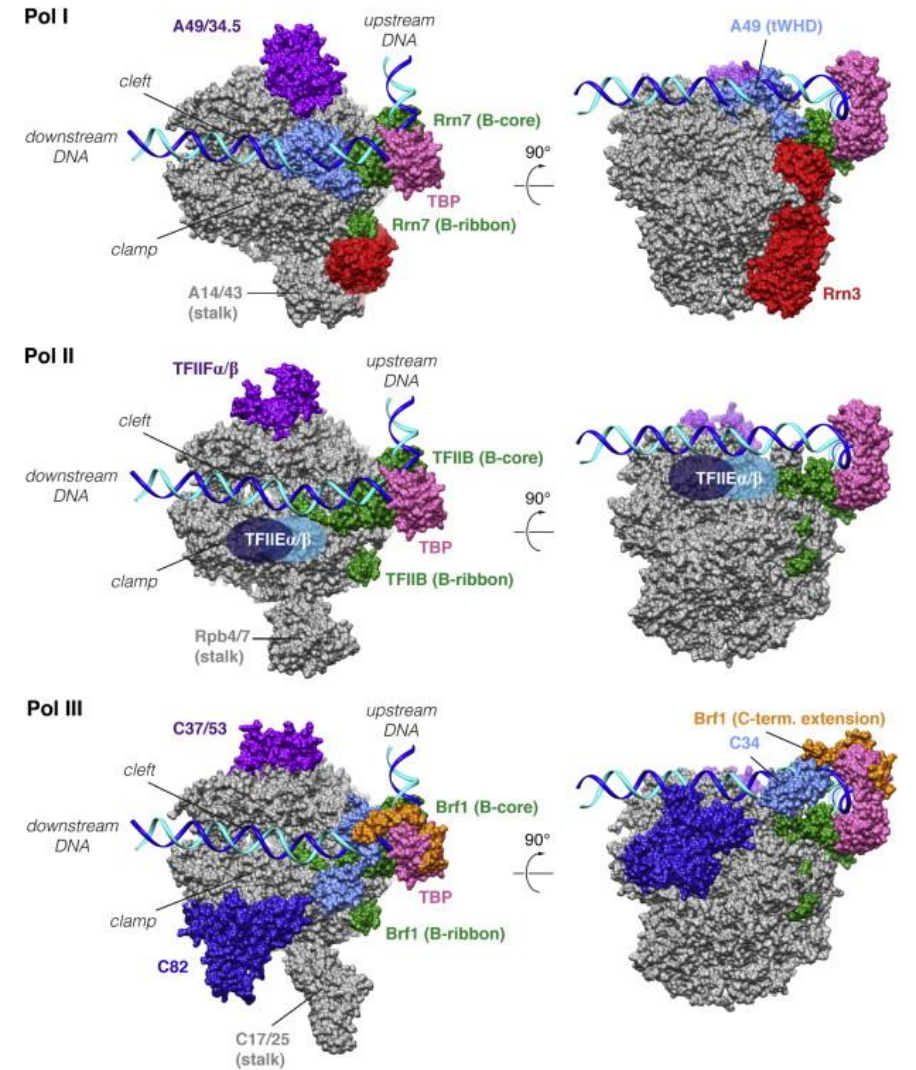 Pol I
A49/34.5
upstream
DNA
cleft
downstream
DNA
Rrn7 (B-core)
TBP
Rrn7 (B-ribbon)
clamp
A14/43
(stalk)
90°
A49 (tWHD)
Rrn3
Pol II
TFIIFα/β
upstream
DNA
cleft
downstream
DNA
TFIIB (B-core)
TFIIEα/β
TBP
clamp
TFIIB (B-ribbon)
Rpb4/7
(stalk)
90°
TFIIEα/β
Pol III
C37/53
upstream
DNA
cleft
Brf1 (B-core)
downstream
DNA
TBP
clamp
Brf1 (B-ribbon)
C82
C17/25
(stalk)
90°
Brf1 (C-term. extension)
C34